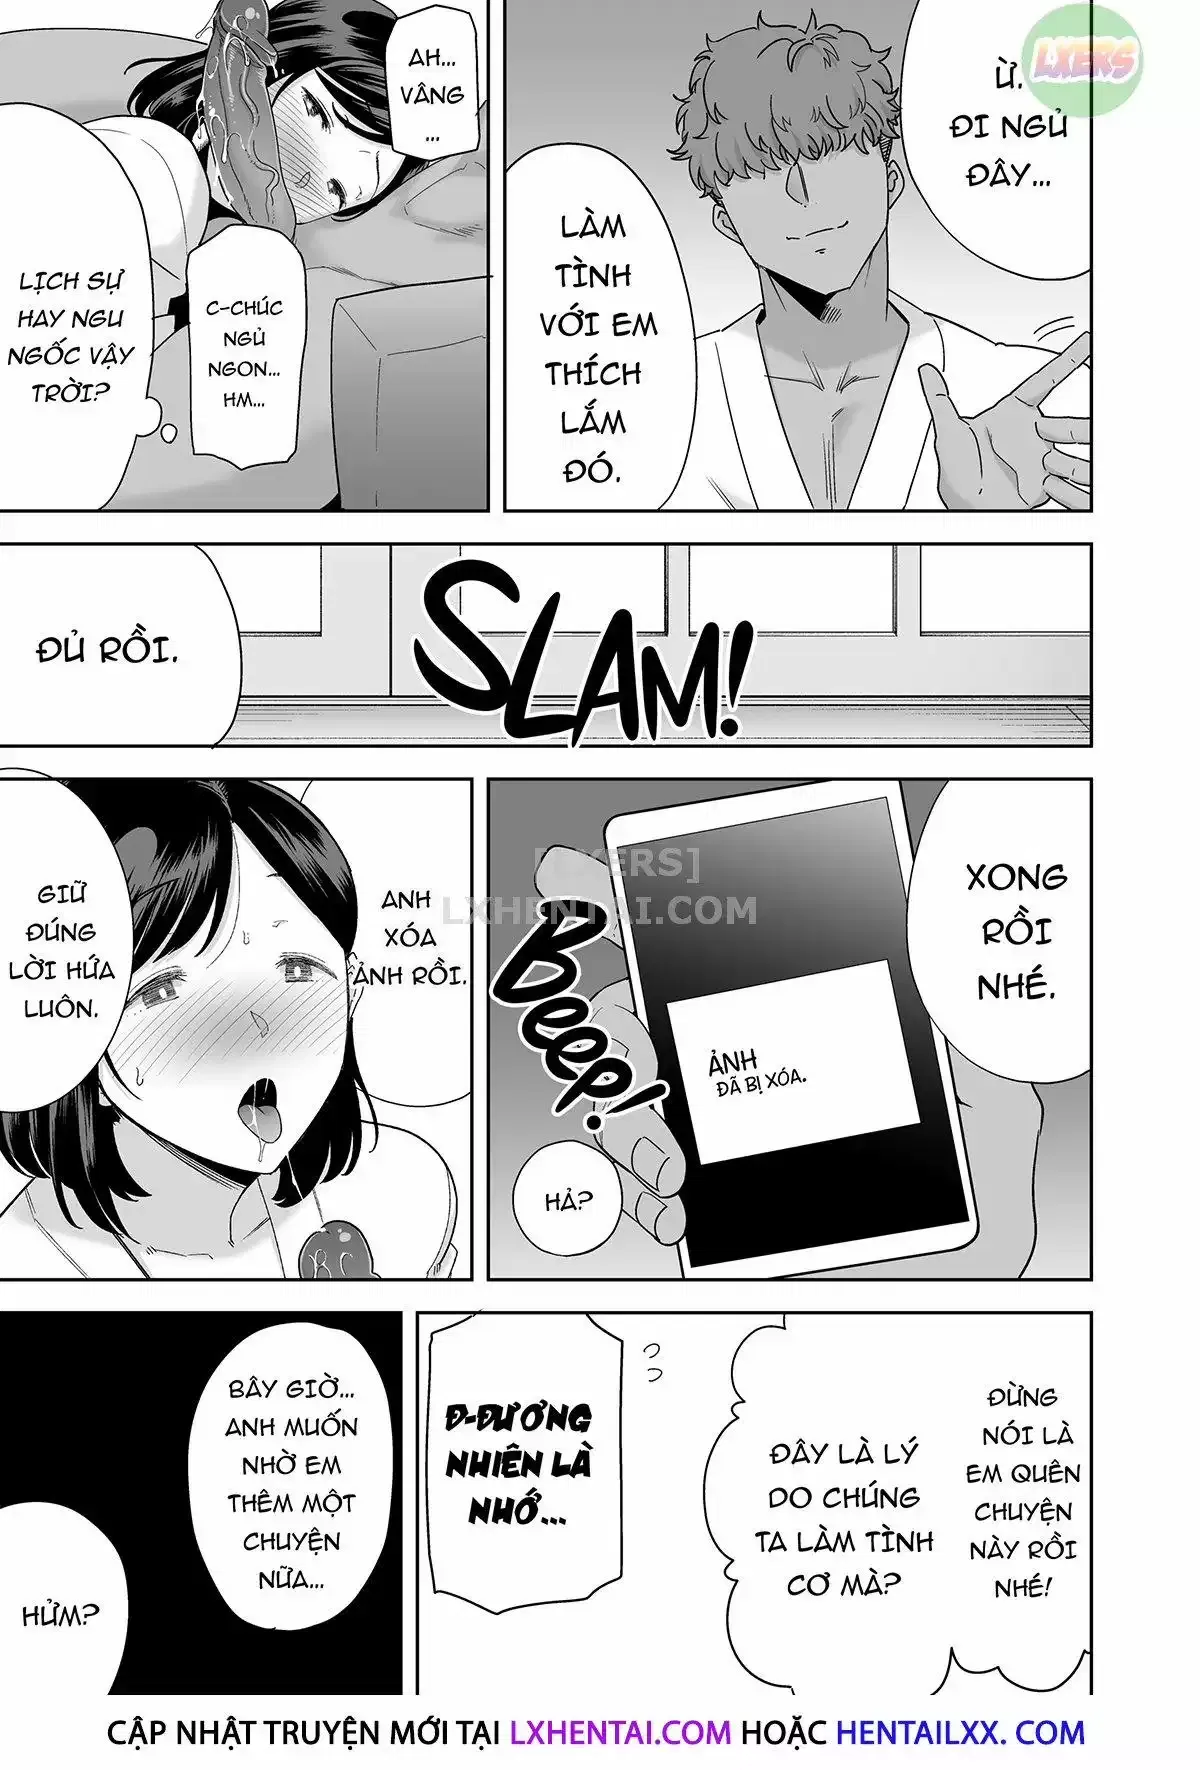 LXERS
Ừ.
ĐI NGỦ
ĐÂY...
LÀM
TÌNH
VỚI EM
THÍCH
LẮM
ĐÓ.
AH...
VÂNG
...
C-CHÚC
NGỦ
NGON...
HM...
LỊCH SỰ
HAY NGU
NGỐC VẬY
TRỜI?
SLAM!
ĐỦ RỒI.
XONG
RỒI
NHÉ.
ẢNH
ĐÃ BỊ XÓA.
BEEP!
HẢ?
[LXERS]
LXHENTAI.COM
ANH
XÓA
ẢNH RỒI.
GIỮ
ĐÚNG
LỜI HỨA
LUÔN.
ĐỪNG
NÓI LÀ
EM QUÊN
CHUYỆN
NÀY RỒI
NHÉ!
ĐÂY LÀ LÝ
DO CHÚNG
TA LÀM TÌNH
CƠ MÀ?
Đ-ĐƯƠNG
NHIÊN LÀ
NHỚ...
BÂY GIỜ...
ANH MUỐN
NHỜ EM
THÊM MỘT
CHUYỆN
NỮA...
HỬM?
CẬP NHẬT TRUYỆN MỚI TẠI LXHENTAI.COM HOẶC HENTAILXX. COM